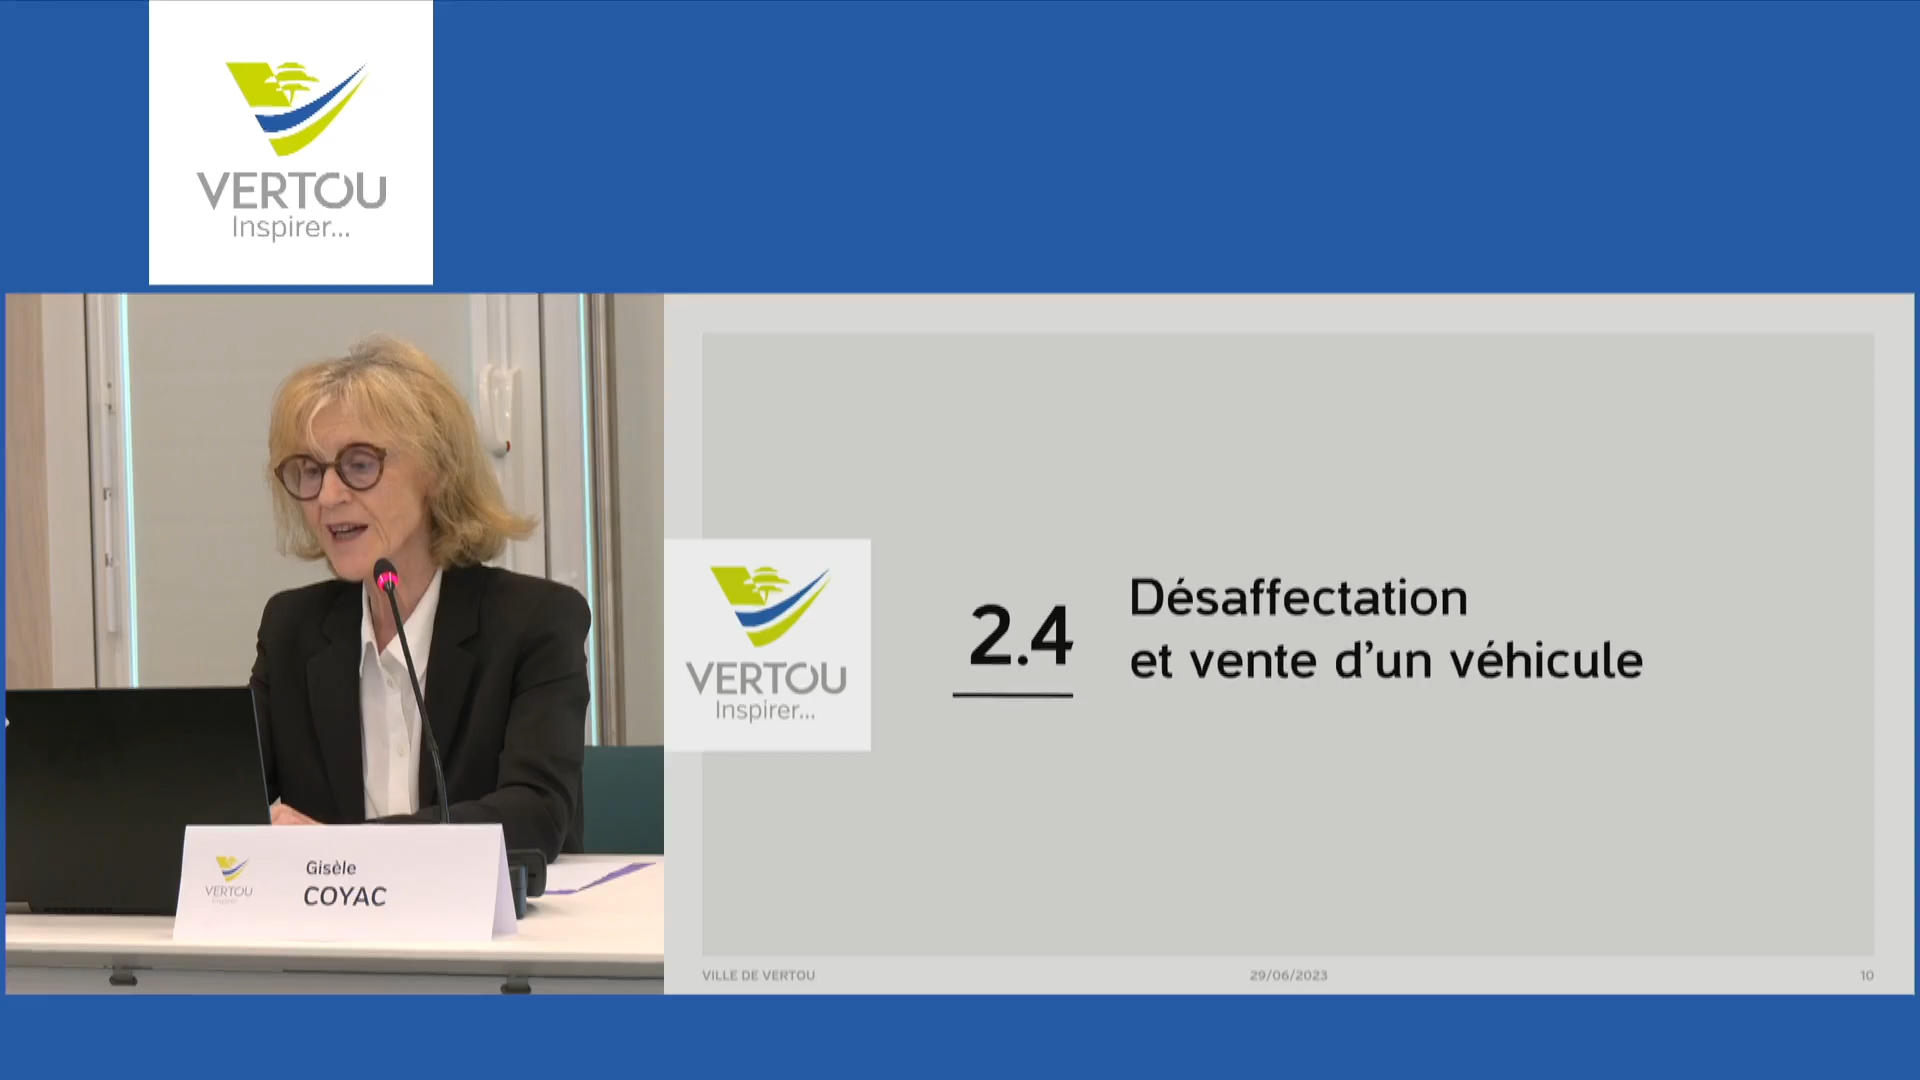 VERTOU
Inspirer...
Gisèle
COYAC
VERTOU
VERTOU
Inspirer...
2.4
Désaffectation
et vente d'un véhicule
VILLE DE VERTOU
29/06/2023
10